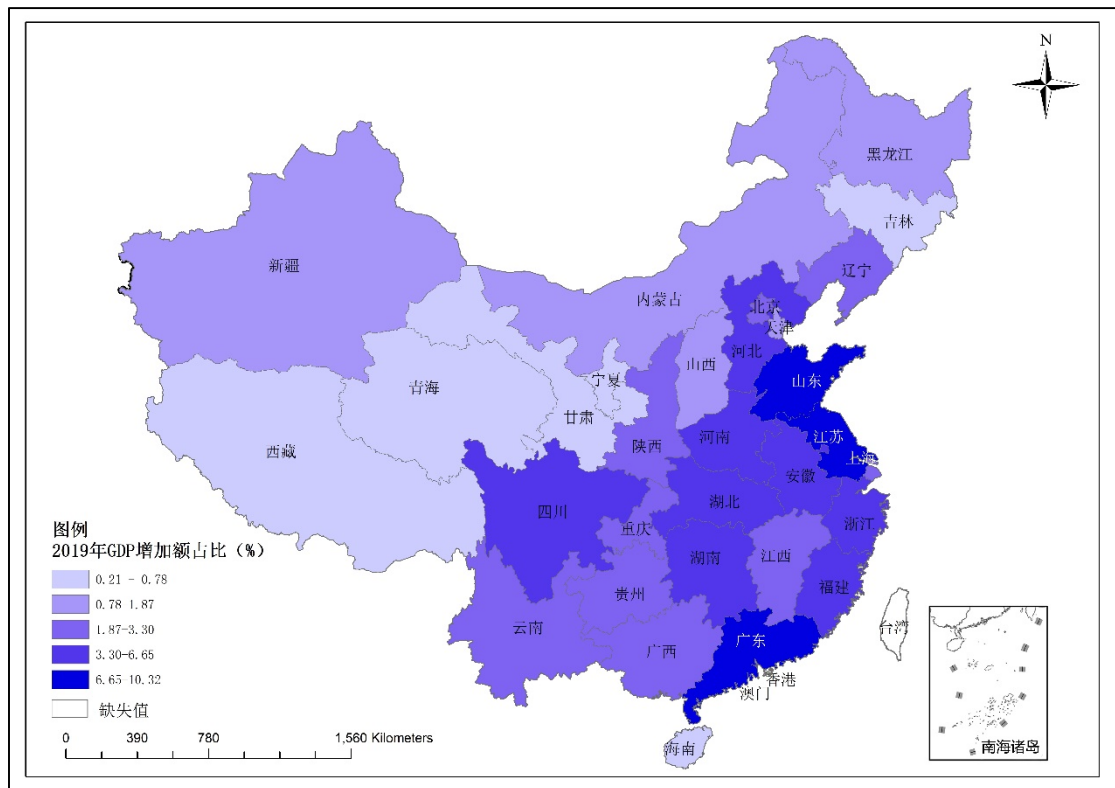 N
黑龙江
吉林
辽宁
新疆
内蒙古
北京
天津
河北
山西
山东
宁夏
青海
甘肃
陕西
河南
江苏
上海
安徽
西藏
四川
湖北
重庆
浙江
湖南
江西
贵州
福建
云南
广西
广东
台湾
香港
澳门
海南
南海诸岛
图例
2019年GDP增加额占比（%）
0.21 - 0.78
0.78-1.87
1.87-3.30
3.30-6.65
6.65-10.32
缺失值
0 390 780 1,560 Kilometers